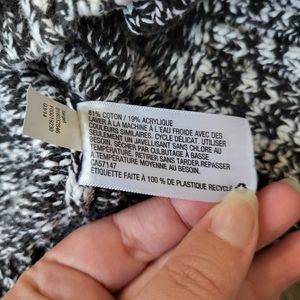 81% COTON / 19% ACRYLIQUE
LAVER À LA MACHINE À L'EAU FROIDE AVEC DES
COULEURS SIMILAIRES. CYCLE DÉLICAT. UTILISER
UN JAVELLISANT SANS CHLORE AU
BESOIN. SÉCHER PAR CULBUTAGE À BASSE
TEMPÉRATURE. RETIRER SANS TARDER.REPASSER
À TEMPÉRATURE MOYENNE AU BESOIN.
CA57147
ÉTIQUETTE FAITE À 100 % DE PLASTIQUE RECYCLÉ